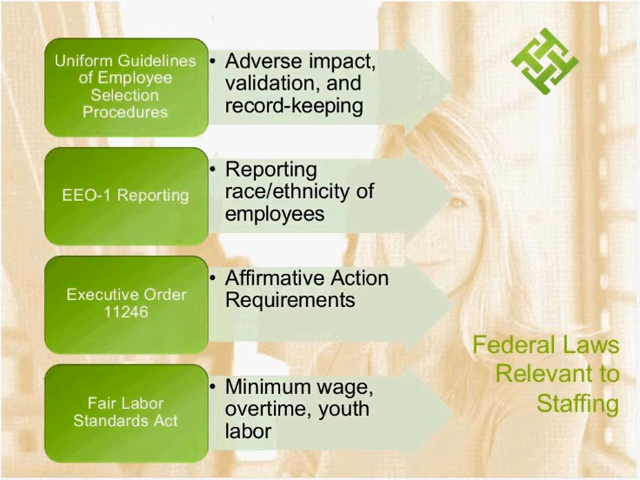 Uniform Guidelines
of Employee
Selection
Procedures
• Adverse impact,
validation, and
record-keeping
EEO-1 Reporting
• Reporting
race/ethnicity of
employees
Executive Order
11246
• Affirmative Action
Requirements
Fair Labor
Standards Act
• Minimum wage,
overtime, youth
labor
Federal Laws
Relevant to
Staffing